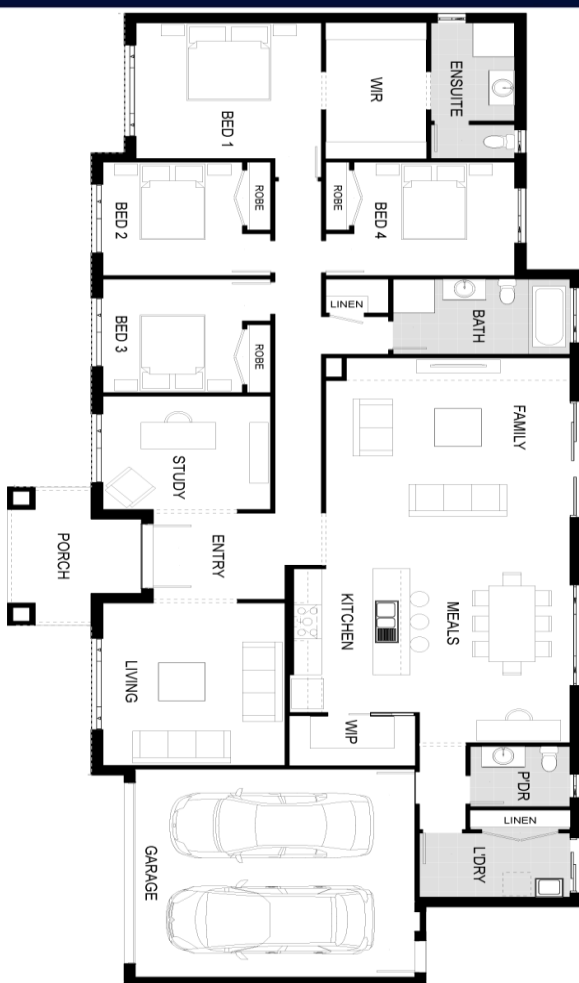 ENSUITE
WIR
BED 1
ROBE
BED 2
ROBE
BED 4
LINEN
BATH
BED 3
ROBE
FAMILY
STUDY
PORCH
ENTRY
KITCHEN
MEALS
LIVING
WIP
P'DR
LINEN
L'DRY
GARAGE